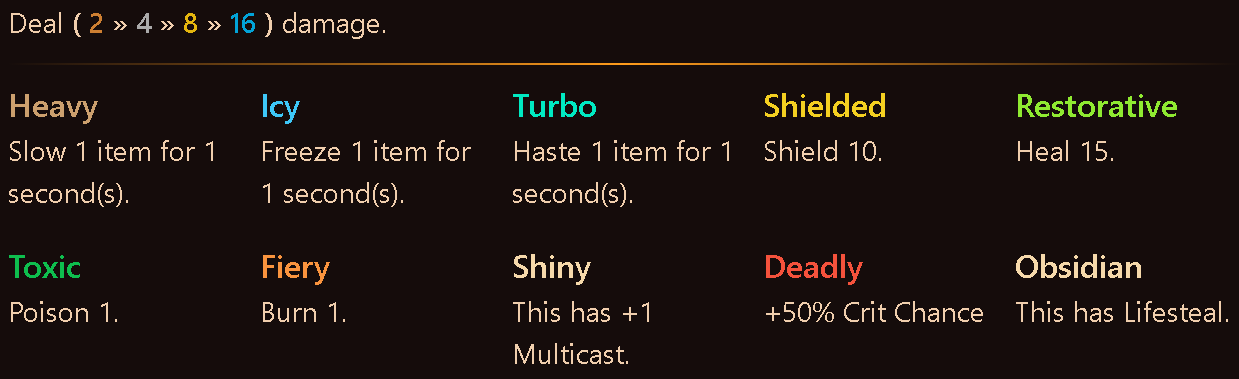 Deal ( 2 » 4 » 8 » 16 ) damage.
Heavy
Slow 1 item for 1
second(s).
Icy
Freeze 1 item for
1 second(s).
Turbo
Haste 1 item for 1
second(s).
Shielded
Shield 10.
Restorative
Heal 15.
Toxic
Poison 1.
Fiery
Burn 1.
Shiny
This has +1
Multicast.
Deadly
+50% Crit Chance
Obsidian
This has Lifesteal.